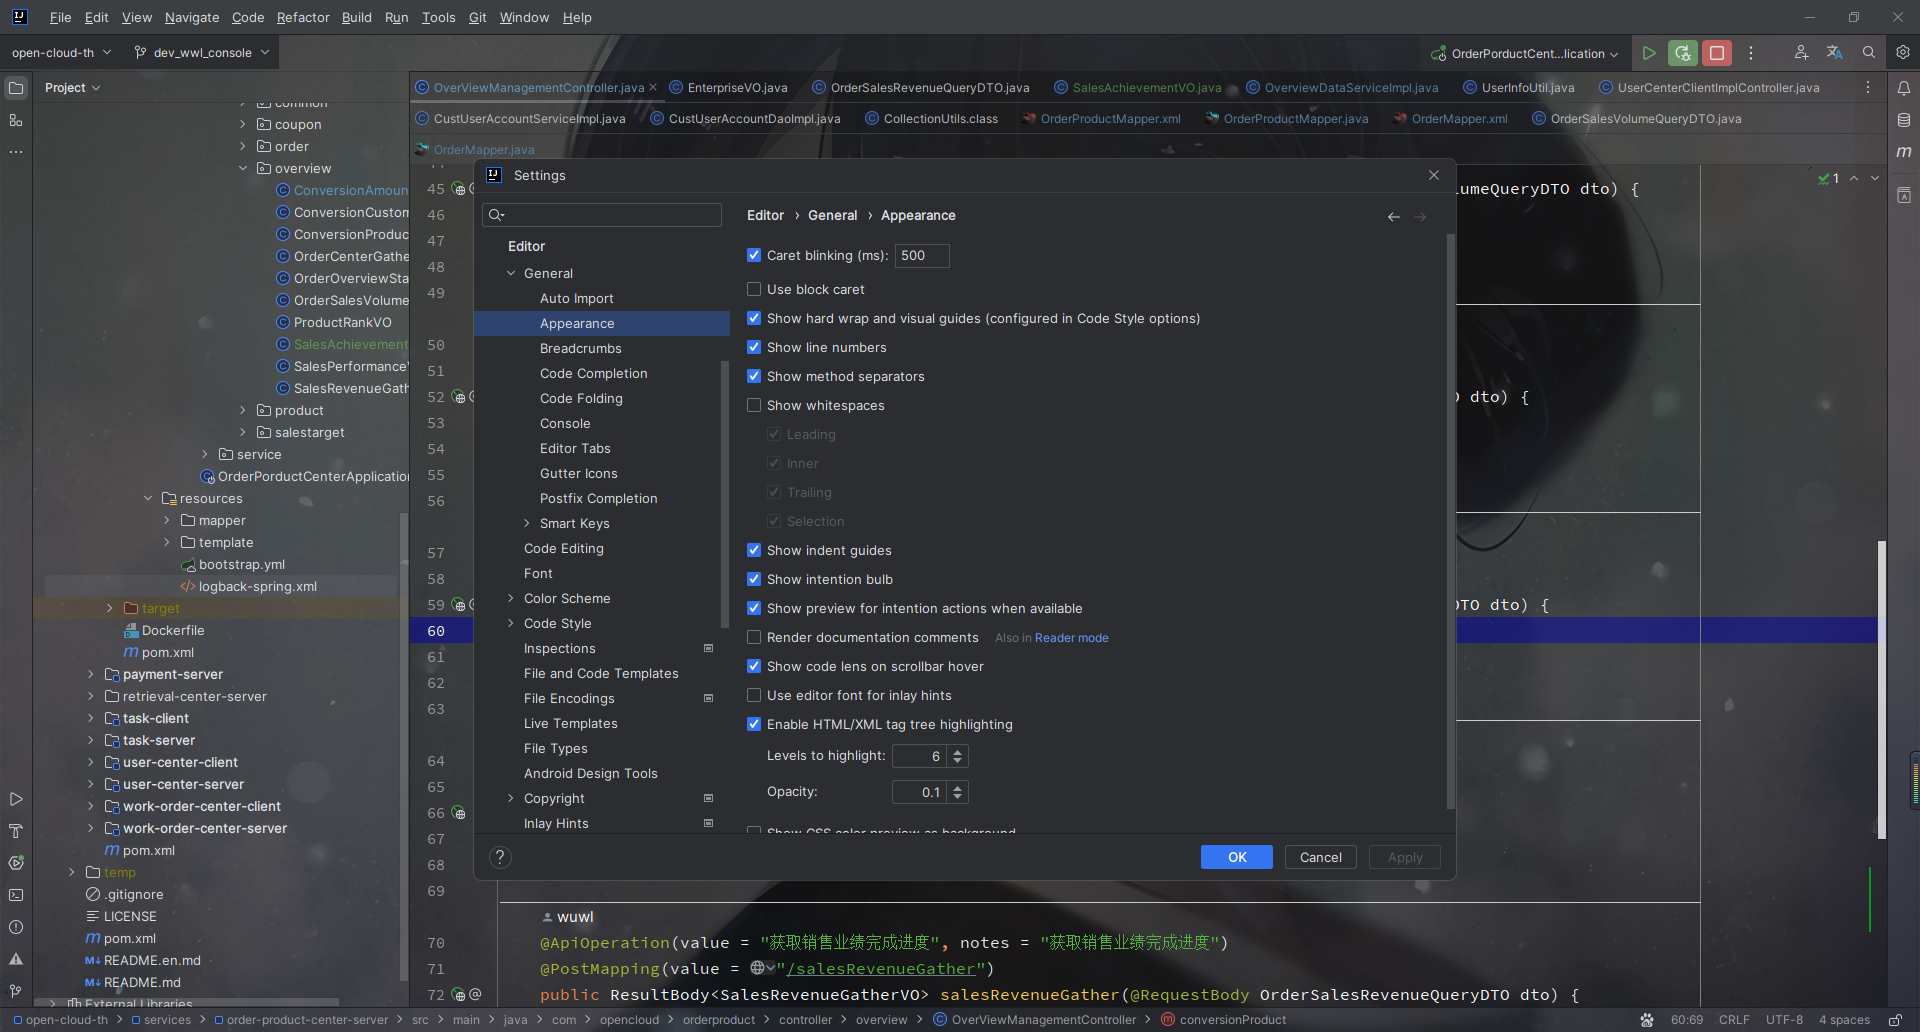 File Edit View Navigate Code Refactor Build Run Tools Git Window Help
open-cloud-th dev_wwl_console OrderPorductCent...lication
Project
OverViewManagementController.java EnterpriseVO.java OrderSalesRevenueQueryDTO.java SalesAchievementVO.java OverviewDataServiceImpl.java UserInfoUtil.java UserCenterClientImplController.java
CustUserAccountServiceImpl.java CustUserAccountDaoImpl.java CollectionUtils.class OrderProductMapper.xml OrderProductMapper.java OrderMapper.xml OrderSalesVolumeQueryDTO.java
OrderMapper.java
common
coupon
order
overview
ConversionAmoun
ConversionCustom
ConversionProduc
OrderCenterGathe
OrderOverviewSta
OrderSalesVolume
ProductRankVO
SalesAchievement
SalesPerformance
SalesRevenueGath
product
salestarget
service
OrderPorductCenterApplication
resources
mapper
template
bootstrap.yml
logback-spring.xml
target
Dockerfile
pom.xml
payment-server
retrieval-center-server
task-client
task-server
user-center-client
user-center-server
work-order-center-client
work-order-center-server
pom.xml
temp
.gitignore
LICENSE
pom.xml
README.en.md
README.md
External Libraries
Settings
Editor
General
Auto Import
Appearance
Breadcrumbs
Code Completion
Code Folding
Console
Editor Tabs
Gutter Icons
Postfix Completion
Smart Keys
Code Editing
Font
Color Scheme
Code Style
Inspections
File and Code Templates
File Encodings
Live Templates
File Types
Android Design Tools
Copyright
Inlay Hints
Editor › General › Appearance
Caret blinking (ms): 500
Use block caret
Show hard wrap and visual guides (configured in Code Style options)
Show line numbers
Show method separators
Show whitespaces
Leading
Inner
Trailing
Selection
Show indent guides
Show intention bulb
Show preview for intention actions when available
Render documentation comments Also in Reader mode
Show code lens on scrollbar hover
Use editor font for inlay hints
Enable HTML/XML tag tree highlighting
Levels to highlight: 6
Opacity: 0.1
Show CSS color preview as background
? OK Cancel Apply
1
45 lumeQueryDTO dto) {
46
47
48
49
50
51
52 O dto) {
53
54
55
56
57
58
59 DTO dto) {
60
61
62
63
64
65
66
67
68
69
wuwl
70 @ApiOperation(value = "获取销售业绩完成进度", notes = "获取销售业绩完成进度")
71 @PostMapping(value = "/salesRevenueGather")
72 public ResultBody<SalesRevenueGatherVO> salesRevenueGather(@RequestBody OrderSalesRevenueQueryDTO dto) {
open-cloud-th services order-product-center-server src main java com opencloud orderproduct controller overview OverViewManagementController conversionProduct 60:69 CRLF UTF-8 4 spaces